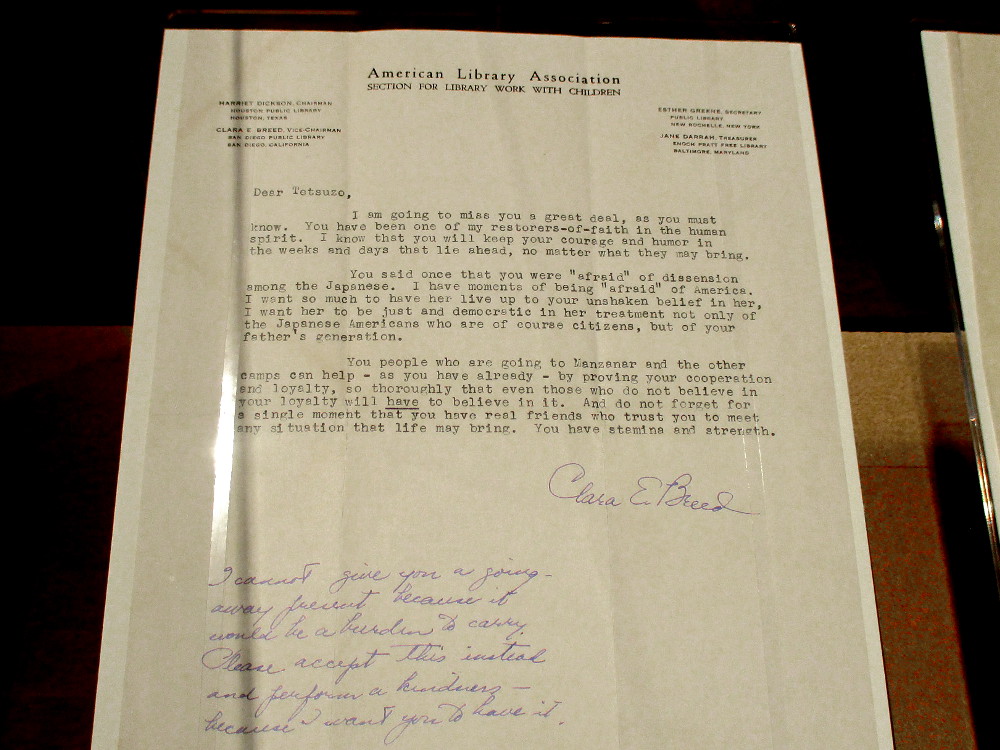 American Library Association
SECTION FOR LIBRARY WORK WITH CHILDREN
HARRIET DICKSON, CHAIRMAN
HOUSTON PUBLIC LIBRARY
HOUSTON, TEXAS
CLARA E. BREED, VICE-CHAIRMAN
SAN DIEGO PUBLIC LIBRARY
SAN DIEGO, CALIFORNIA
ESTHER GREENE, SECRETARY
PUBLIC LIBRARY
NEW ROCHELLE, NEW YORK
JANE DARRAH, TREASURER
ENOCH PRATT FREE LIBRARY
BALTIMORE, MARYLAND
Dear Tetsuzo,
I am going to miss you a great deal, as you must
know. You have been one of my restorers-of-faith in the human
spirit. I know that you will keep your courage and humor in
the weeks and days that lie ahead, no matter what they may bring.
You said once that you were "afraid" of dissension
among the Japanese. I have moments of being "afraid" of America.
I want so much to have her live up to your unshaken belief in her,
I want her to be just and democratic in her treatment not only of
the Japanese Americans who are of course citizens, but of your
father's generation.
You people who are going to Manzanar and the other
camps can help - as you have already - by proving your cooperation
and loyalty, so thoroughly that even those who do not believe in
your loyalty will have to believe in it. And do not forget for
a single moment that you have real friends who trust you to meet
any situation that life may bring. You have stamina and strength.
Clara E. Breed
I cannot give you a going-
away present because it
would be a burden to carry.
Please accept this instead
and perform a kindness —
because I want you to have it.